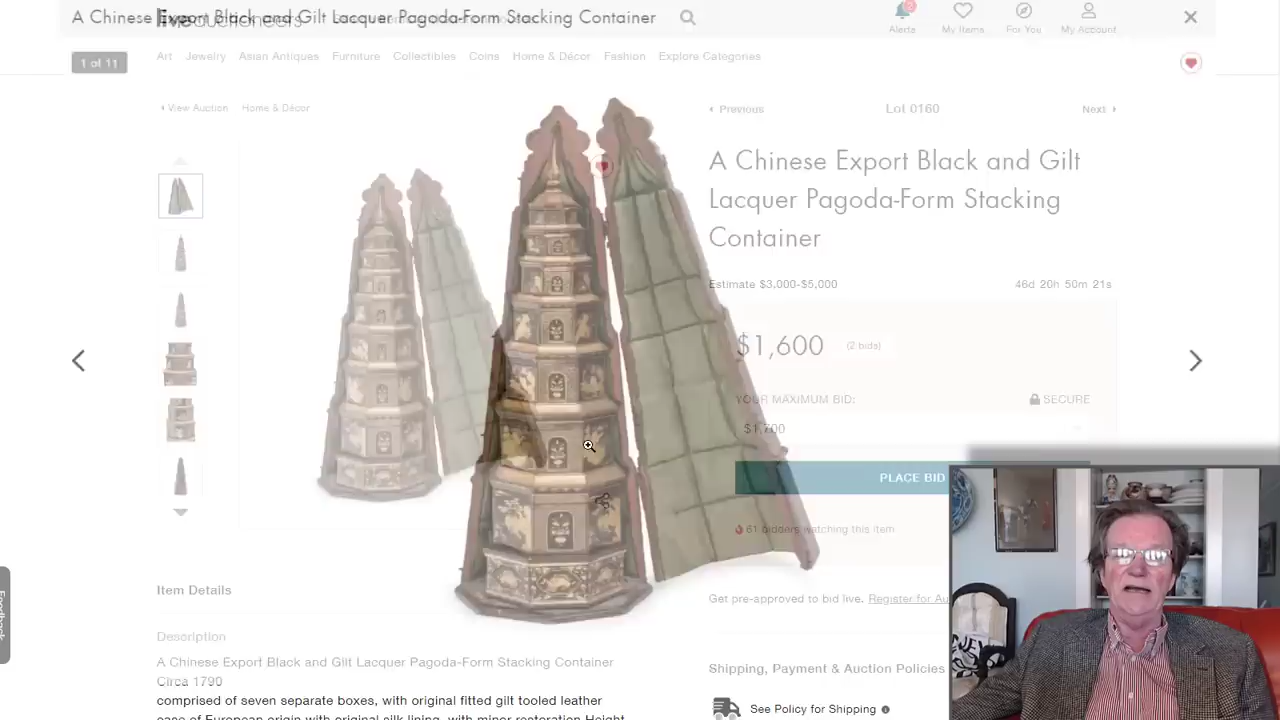 A Chinese Export Black and Gilt Lacquer Pagoda-Form Stacking Container
liveauctioneers
Alerts
My Items
For You
My Account
1 of 11
Art Jewelry Asian Antiques Furniture Collectibles Coins Home & Décor Fashion Explore Categories
View Auction Home & Décor
Previous Lot 0160 Next
A Chinese Export Black and Gilt
Lacquer Pagoda-Form Stacking
Container
Estimate $3,000-$5,000 46d 20h 50m 21s
$1,600 (2 bids)
YOUR MAXIMUM BID: SECURE
$1,700
PLACE BID
61 bidders watching this item
Feedback
Item Details
Get pre-approved to bid live. Register for Au
Description
A Chinese Export Black and Gilt Lacquer Pagoda-Form Stacking Container
Circa 1790
comprised of seven separate boxes, with original fitted gilt tooled leather
case of European origin with original silk lining, with minor restoration Height
Shipping, Payment & Auction Policies
See Policy for Shipping